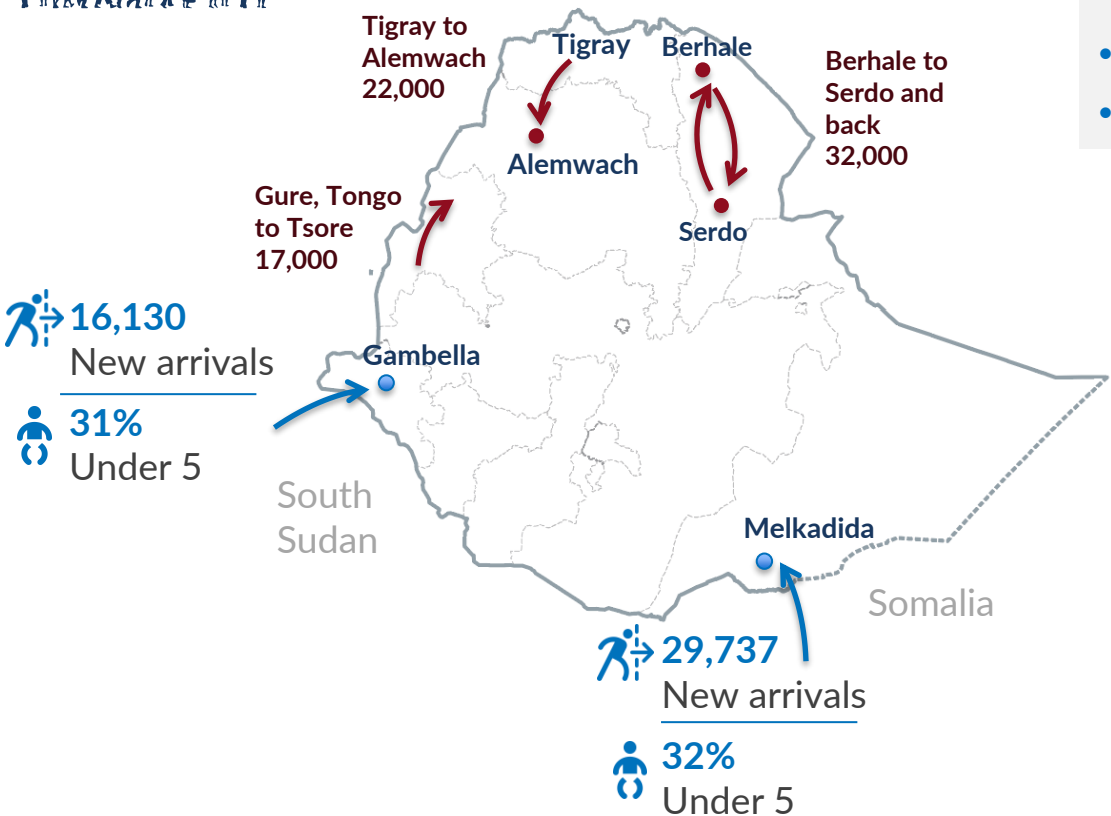 Tigray to
Alemwach
22,000
Tigray
Berhale
Berhale to
Serdo and
back
32,000
Alemwach
Gure, Tongo
to Tsore
17,000
Serdo
16,130
New arrivals
31%
Under 5
Gambella
South
Sudan
Melkadida
Somalia
29,737
New arrivals
32%
Under 5